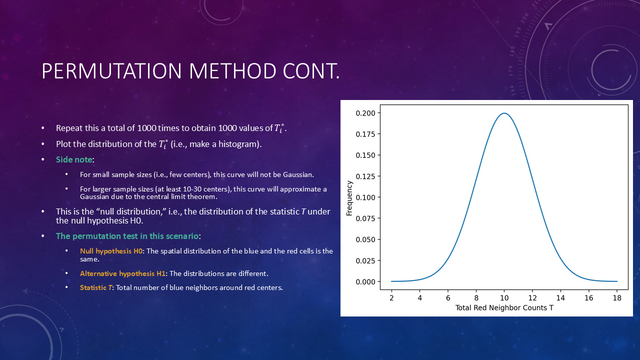 PERMUTATION METHOD CONT.
• Repeat this a total of 1000 times to obtain 1000 values of T_i^*.
• Plot the distribution of the T_i^* (i.e., make a histogram).
• Side note:
• For small sample sizes (i.e., few centers), this curve will not be Gaussian.
• For larger sample sizes (at least 10-30 centers), this curve will approximate a
Gaussian due to the central limit theorem.
• This is the “null distribution,” i.e., the distribution of the statistic T under
the null hypothesis H0.
• The permutation test in this scenario:
• Null hypothesis H0: The spatial distribution of the blue and the red cells is the
same.
• Alternative hypothesis H1: The distributions are different.
• Statistic T: Total number of blue neighbors around red centers.
Frequency
0.200
0.175
0.150
0.125
0.100
0.075
0.050
0.025
0.000
2 4 6 8 10 12 14 16 18
Total Red Neighbor Counts T